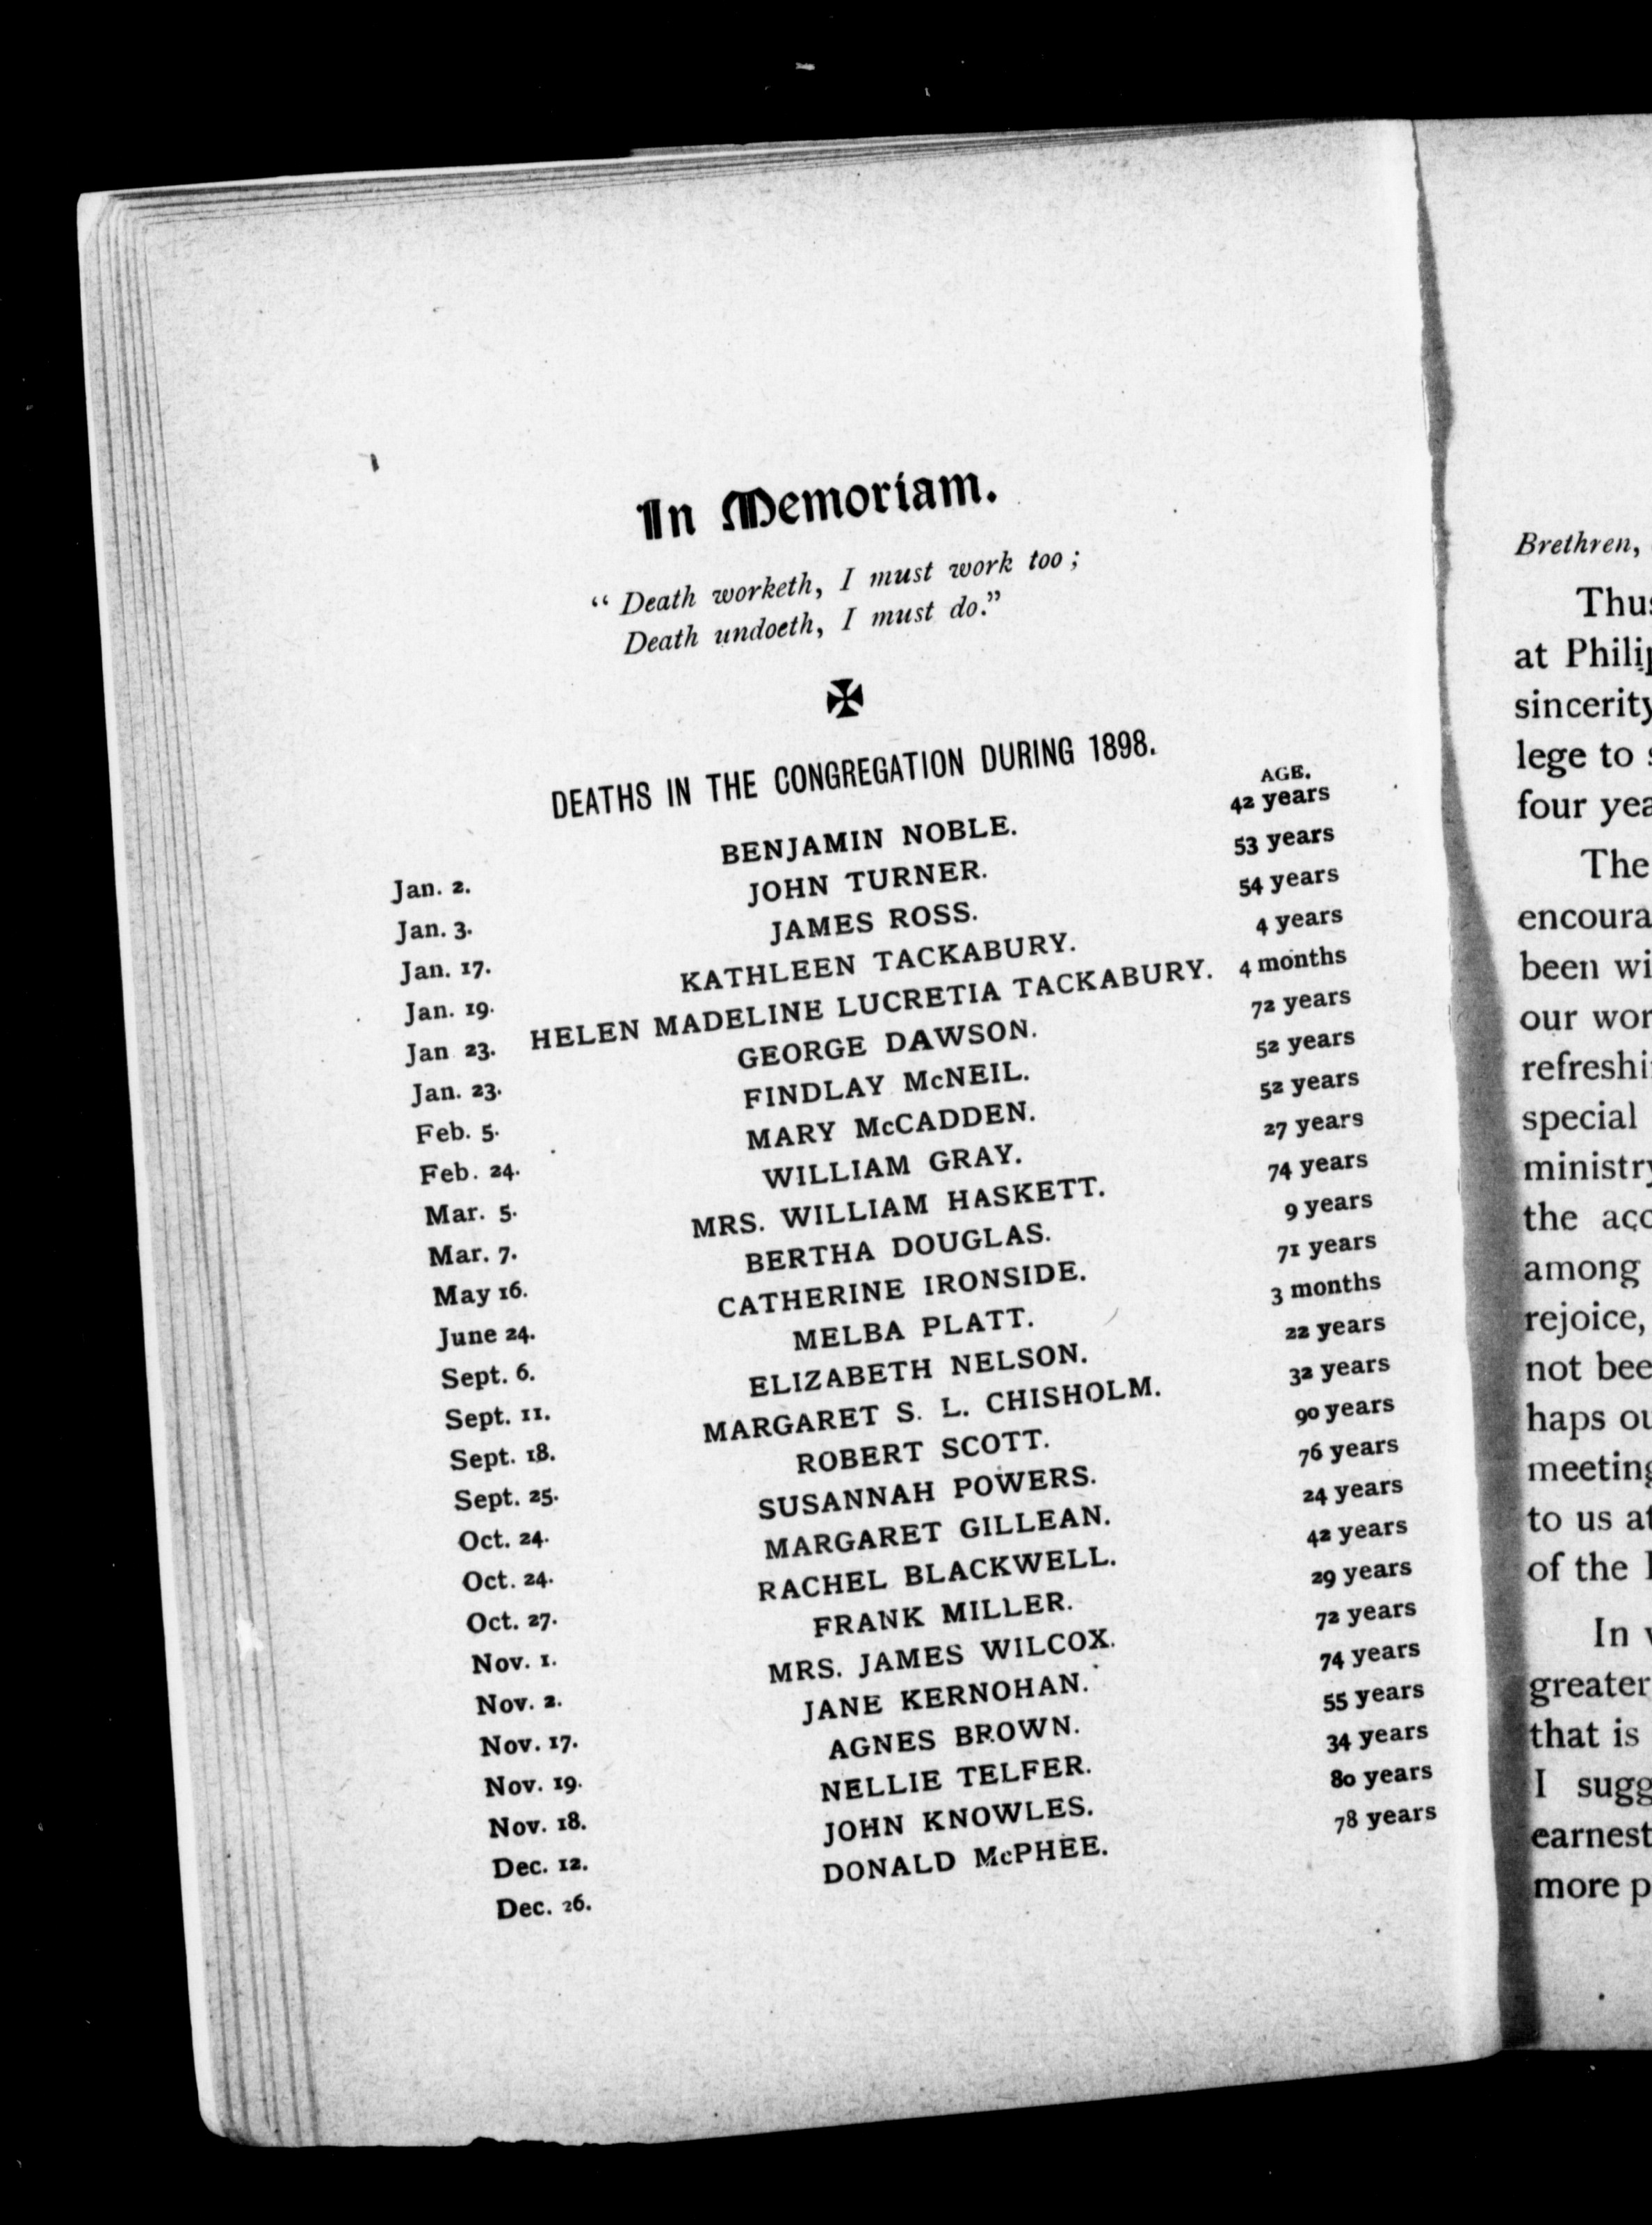 In Memoriam.
“ Death worketh, I must work too ;
Death undoeth, I must do.”
DEATHS IN THE CONGREGATION DURING 1898.
AGE.
Jan. 2. BENJAMIN NOBLE. 42 years
Jan. 3. JOHN TURNER. 53 years
Jan. 17. JAMES ROSS. 54 years
Jan. 19. KATHLEEN TACKABURY. 4 years
Jan 23. HELEN MADELINE LUCRETIA TACKABURY. 4 months
Jan. 23. GEORGE DAWSON. 72 years
Feb. 5. FINDLAY McNEIL. 52 years
Feb. 24. MARY McCADDEN. 52 years
Mar. 5. WILLIAM GRAY. 27 years
Mar. 7. MRS. WILLIAM HASKETT. 74 years
May 16. BERTHA DOUGLAS. 9 years
June 24. CATHERINE IRONSIDE. 71 years
Sept. 6. MELBA PLATT. 3 months
Sept. 11. ELIZABETH NELSON. 22 years
Sept. 18. MARGARET S. L. CHISHOLM. 32 years
Sept. 25. ROBERT SCOTT. 90 years
Oct. 24. SUSANNAH POWERS. 76 years
Oct. 24. MARGARET GILLEAN. 24 years
Oct. 27. RACHEL BLACKWELL. 42 years
Nov. 1. FRANK MILLER. 29 years
Nov. 2. MRS. JAMES WILCOX. 72 years
Nov. 17. JANE KERNOHAN. 74 years
Nov. 19. AGNES BROWN. 55 years
Nov. 18. NELLIE TELFER. 34 years
Dec. 12. JOHN KNOWLES. 80 years
Dec. 26. DONALD McPHEE. 78 years
Brethren,
Thus
at Philip
sincerity
lege to
four yea
The
encoura
been wi
our wor
refreshi
special
ministry
the acc
among
rejoice,
not bee
haps ou
meeting
to us at
of the
In
greater
that is
I sugg
earnest
more p